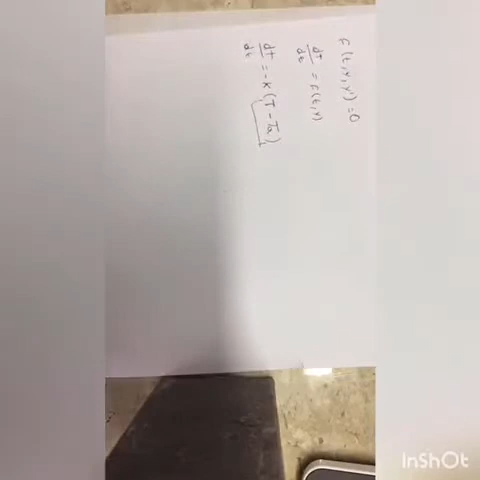 F(t,y,y')=0
dT/dt = F(t,y)
dT/dt = -K(T-Ta)
InShOt